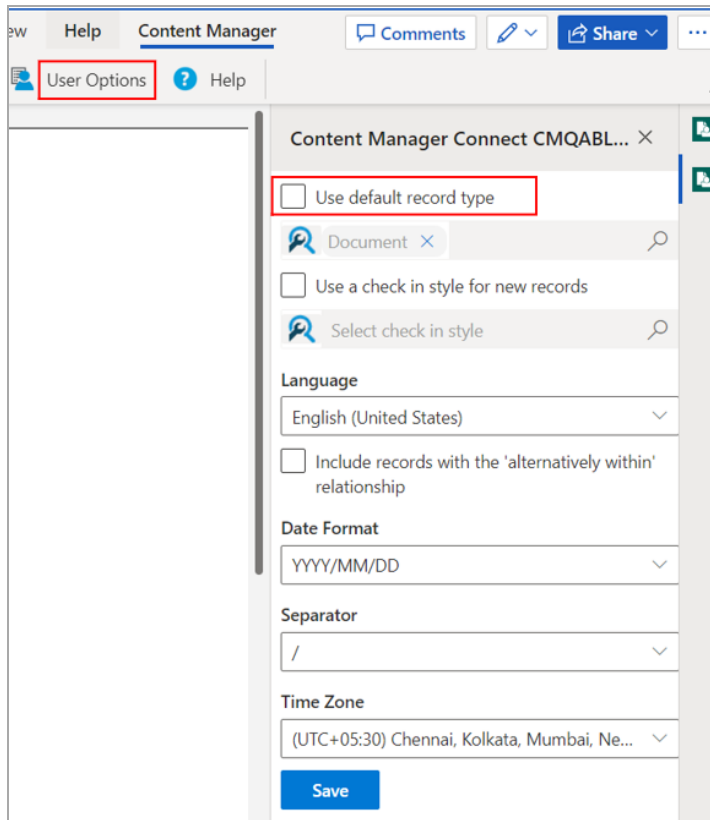 ew Help Content Manager Comments Share
User Options Help
Content Manager Connect CMQABL...
Use default record type
Document
Use a check in style for new records
Select check in style
Language
English (United States)
Include records with the 'alternatively within'
relationship
Date Format
YYYY/MM/DD
Separator
/
Time Zone
(UTC+05:30) Chennai, Kolkata, Mumbai, Ne...
Save